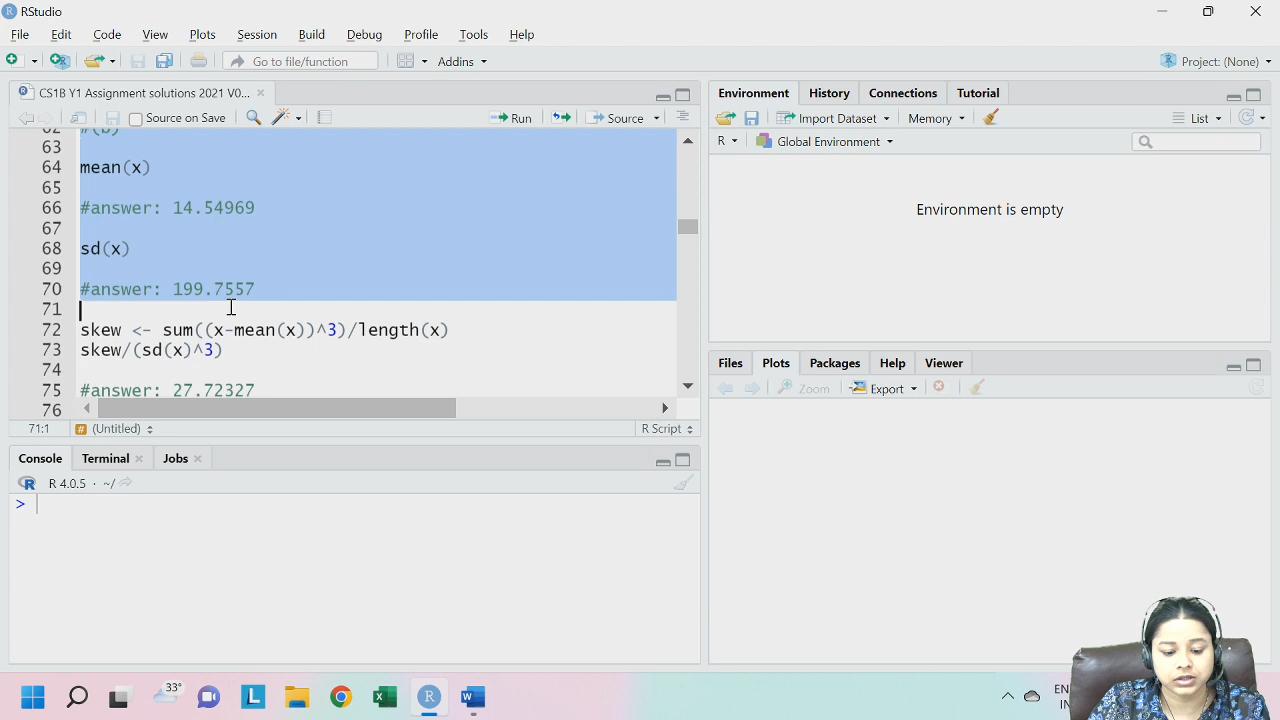 RStudio
File Edit Code View Plots Session Build Debug Profile Tools Help
Go to file/function Addins Project: (None)
CS1B Y1 Assignment solutions 2021 V0...
Source on Save Run Source
62 #(b)
63
64 mean(x)
65
66 #answer: 14.54969
67
68 sd(x)
69
70 #answer: 199.7557
71
72 skew <- sum((x-mean(x))^3)/length(x)
73 skew/(sd(x)^3)
74
75 #answer: 27.72327
76
71:1 # (Untitled) R Script
Console Terminal Jobs
R R 4.0.5 · ~/
>
Environment History Connections Tutorial
Import Dataset Memory List
R Global Environment
Environment is empty
Files Plots Packages Help Viewer
Zoom Export
33°
EN
IN